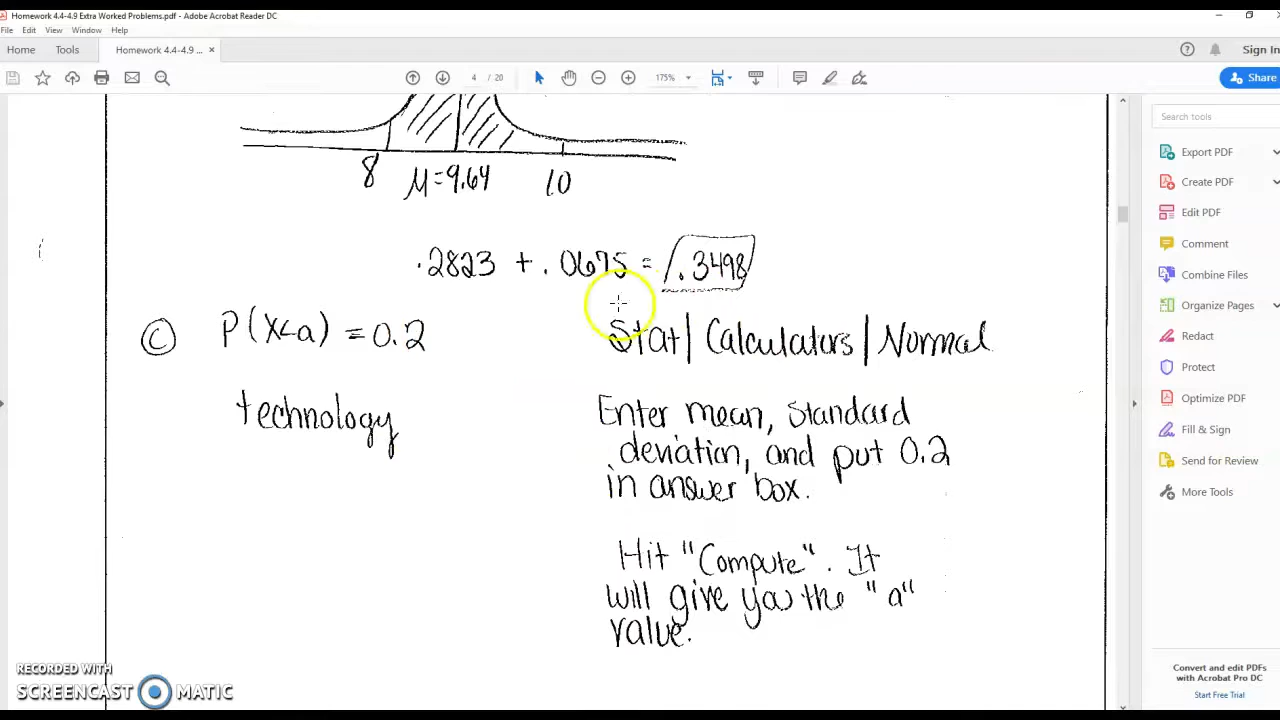 Homework 4.4-4.9 Extra Worked Problems.pdf - Adobe Acrobat Reader DC
File Edit View Window Help
Home Tools Homework 4.4-4.9 ... × Sign In
4 / 20 175% Share
8 μ=9.64 10
.2823 + .0675 = .3498
Ⓒ P(X<a) = 0.2 Stat | Calculators | Normal
technology Enter mean, standard
deviation, and put 0.2
in answer box.
Hit "Compute". It
will give you the "a"
value.
Search tools
Export PDF
Create PDF
Edit PDF
Comment
Combine Files
Organize Pages
Redact
Protect
Optimize PDF
Fill & Sign
Send for Review
More Tools
Convert and edit PDFs
with Acrobat Pro DC
Start Free Trial
RECORDED WITH
SCREENCAST MATIC